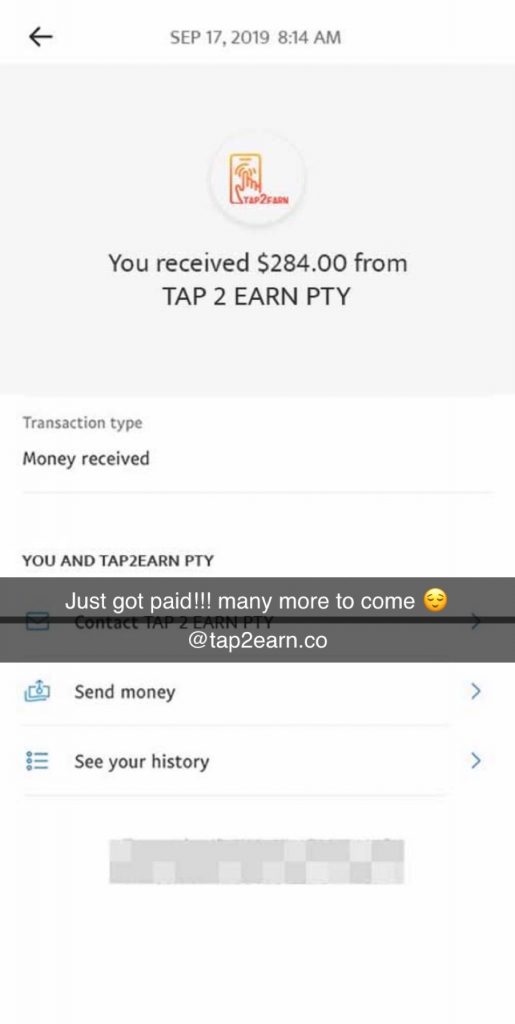 SEP 17, 2019 8:14 AM
TAP2EARN
You received $284.00 from
TAP 2 EARN PTY
Transaction type
Money received
YOU AND TAP2EARN PTY
Just got paid!!! many more to come 😌
Contact TAP 2 EARN PTY
@tap2earn.co
Send money
See your history